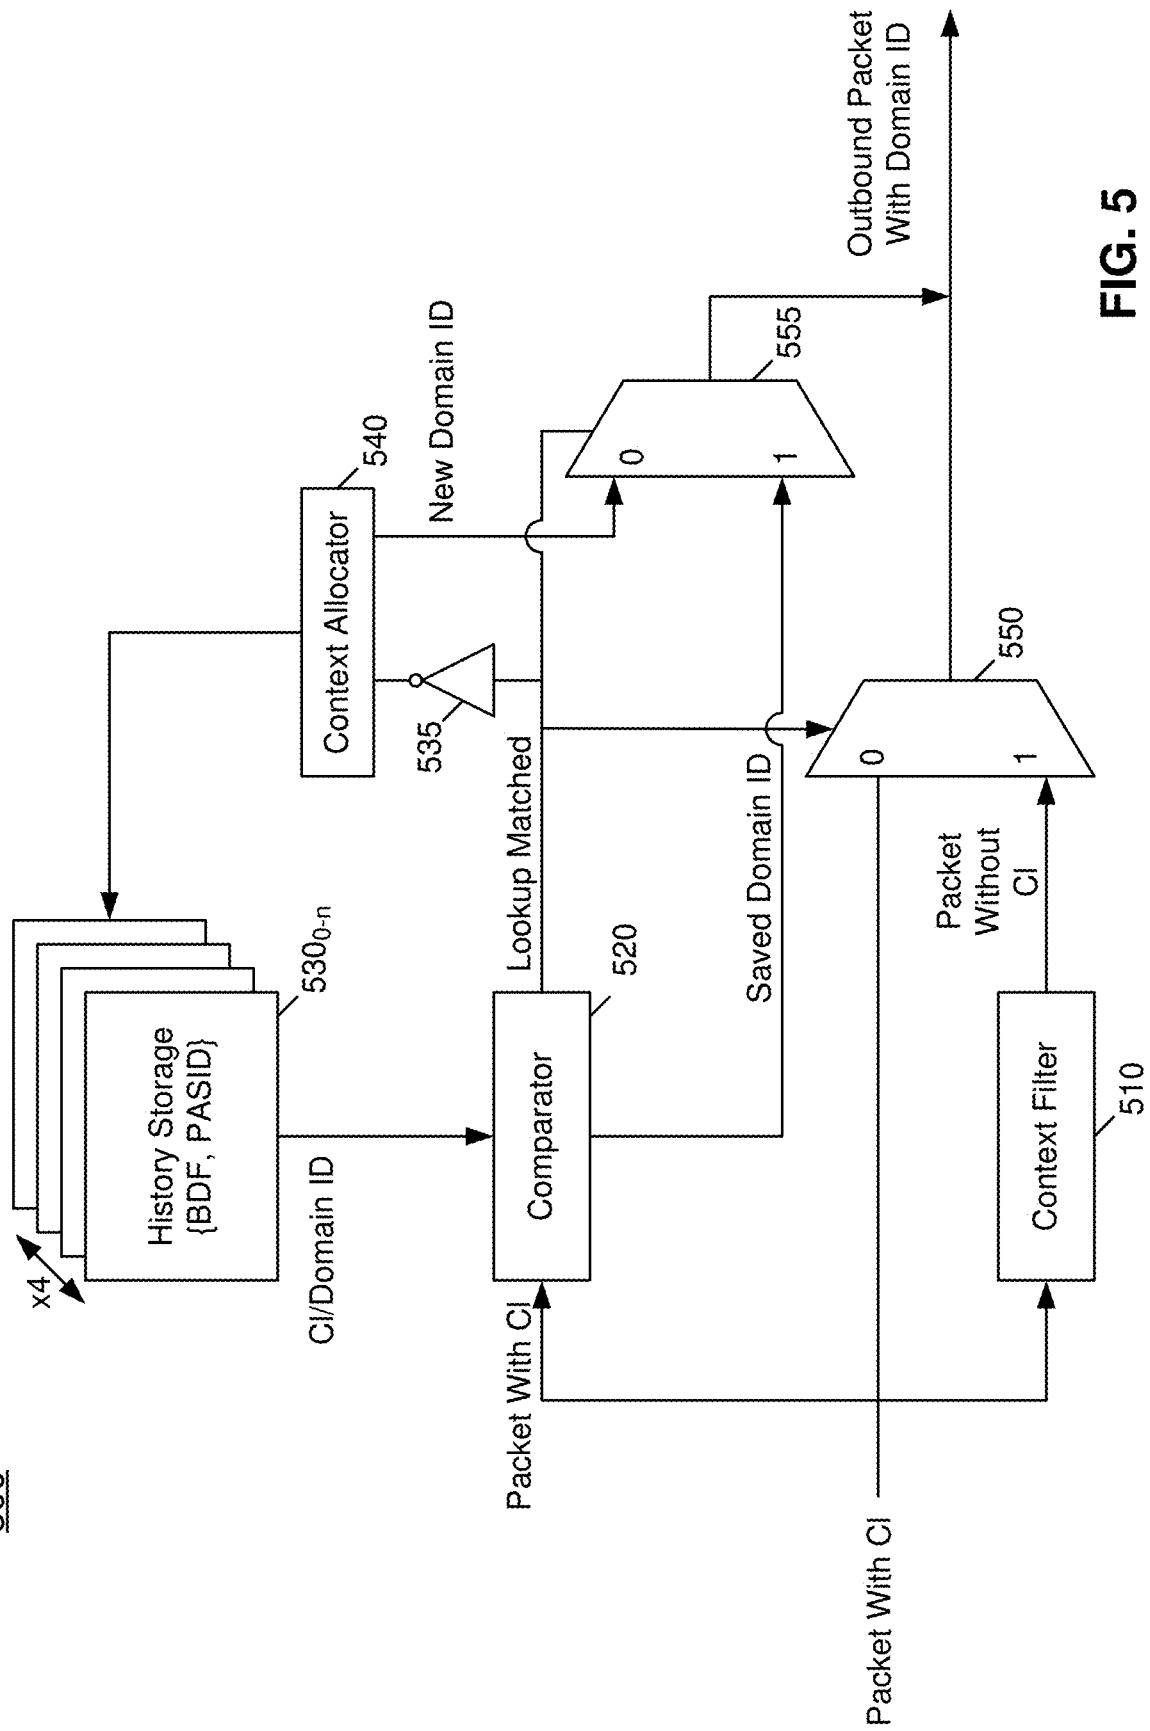 x4
History Storage
{BDF, PASID}
530₀₋ₙ
CI/Domain ID
Context Allocator
540
535
New Domain ID
Packet With CI
Comparator
520
Lookup Matched
Saved Domain ID
0
1
555
Packet With CI
Context Filter
510
Packet
Without
CI
0
1
550
Outbound Packet
With Domain ID
FIG. 5